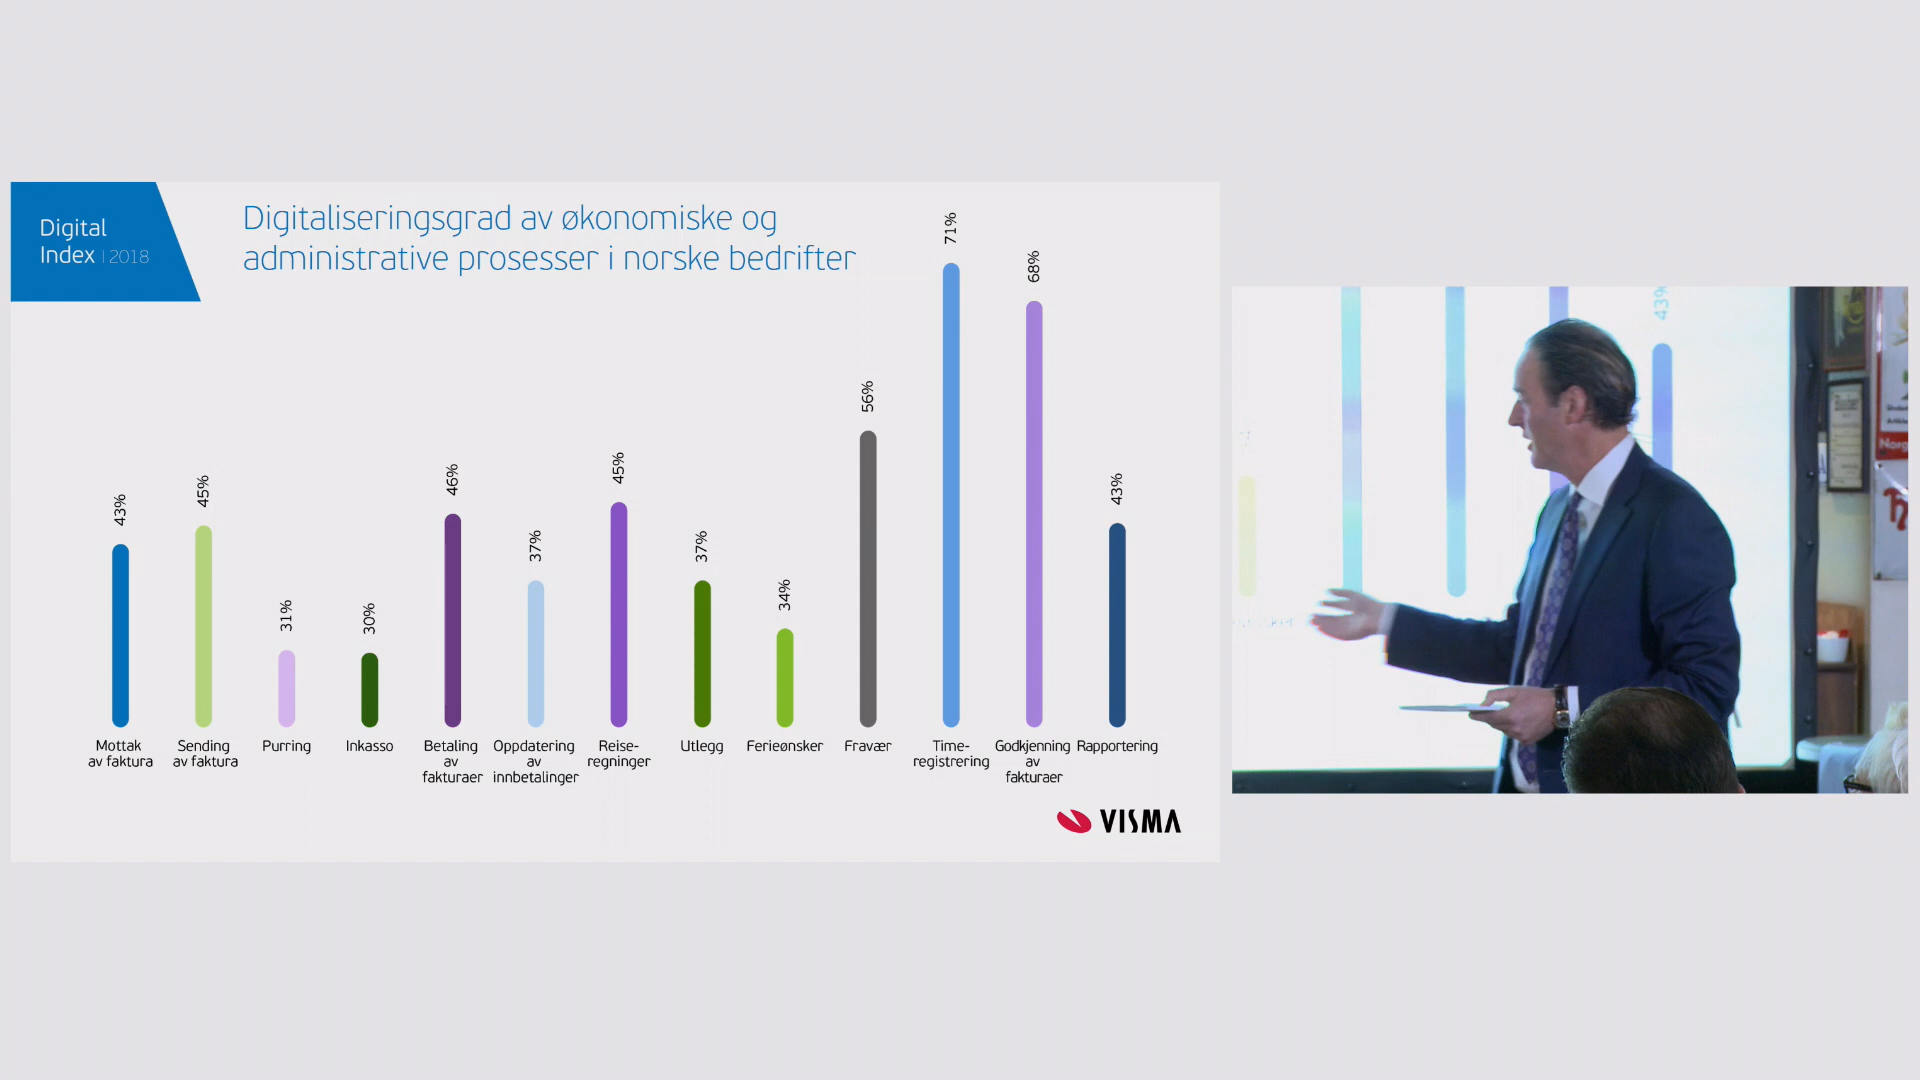 Digital
Index | 2018
Digitaliseringsgrad av økonomiske og
administrative prosesser i norske bedrifter
43%
45%
31%
30%
46%
37%
45%
37%
34%
56%
71%
68%
43%
Mottak
av faktura
Sending
av faktura
Purring
Inkasso
Betaling
av
fakturaer
Oppdatering
av
innbetalinger
Reise-
regninger
Utlegg
Ferieønsker
Fravær
Time-
registrering
Godkjenning
av
fakturaer
Rapportering
VISMA
43%